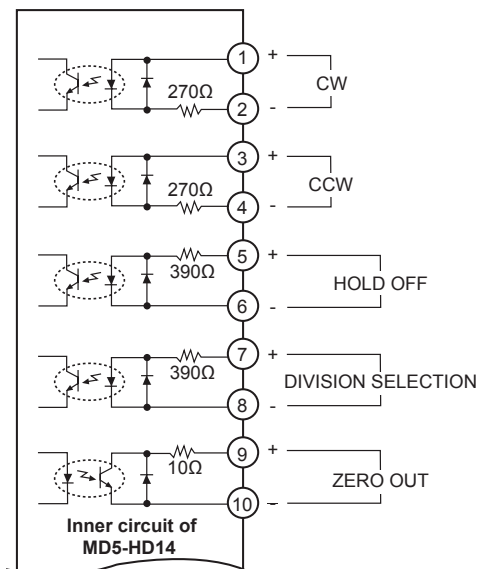 1 +
CW
270Ω
2 -
3 +
CCW
270Ω
4 -
5 +
390Ω
HOLD OFF
6 -
7 +
390Ω
DIVISION SELECTION
8 -
9 +
10Ω
ZERO OUT
10 -
Inner circuit of
MD5-HD14